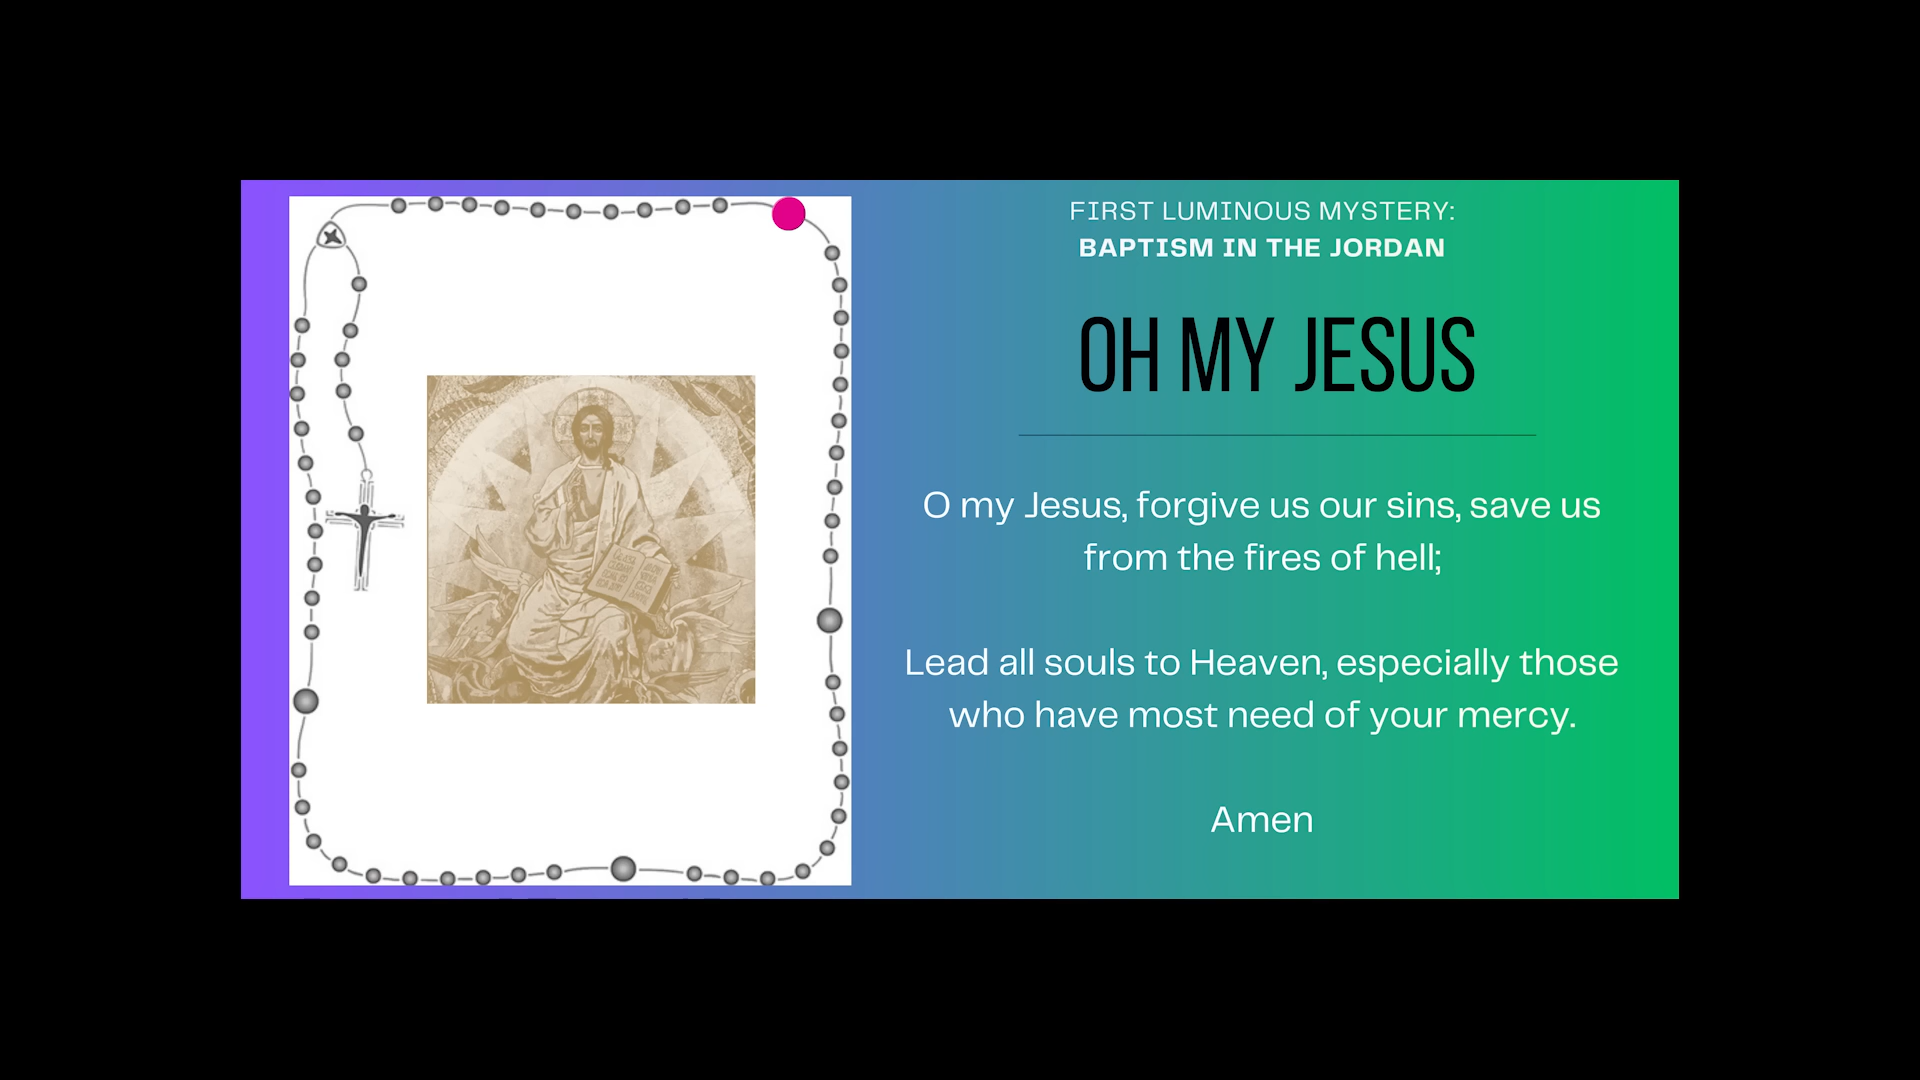 FIRST LUMINOUS MYSTERY:
BAPTISM IN THE JORDAN
OH MY JESUS
O my Jesus, forgive us our sins, save us
from the fires of hell;
Lead all souls to Heaven, especially those
who have most need of your mercy.
Amen